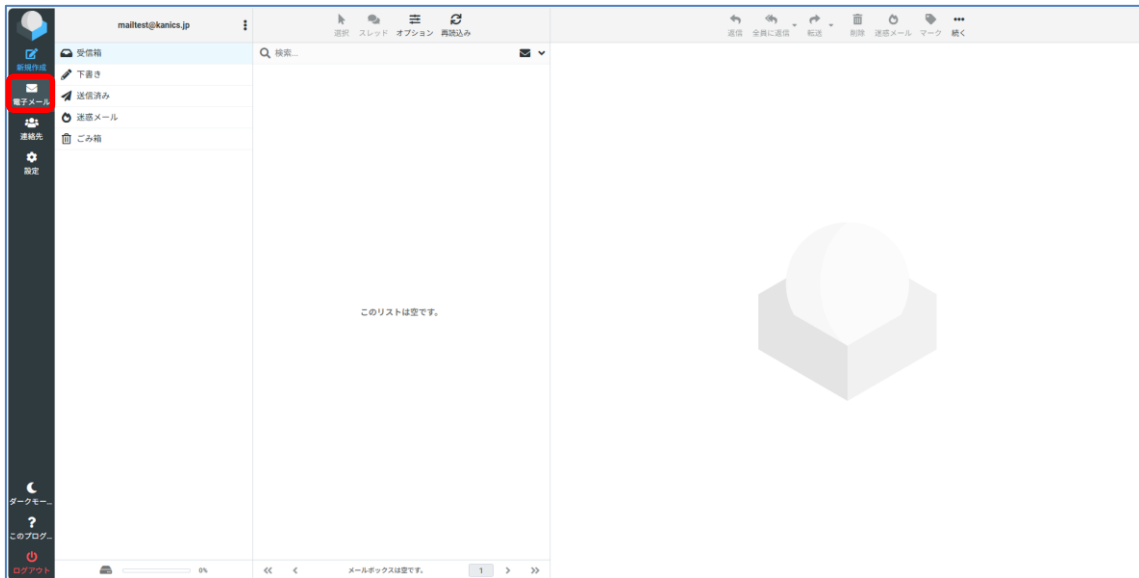 新規作成
電子メール
連絡先
設定
ダークモー...
このプログ...
ログアウト
mailtest@kanics.jp
受信箱
下書き
送信済み
迷惑メール
ごみ箱
0%
選択 スレッド オプション 再読込み
検索...
このリストは空です。
メールボックスは空です。 1
返信 全員に返信 転送 削除 迷惑メール マーク 続く